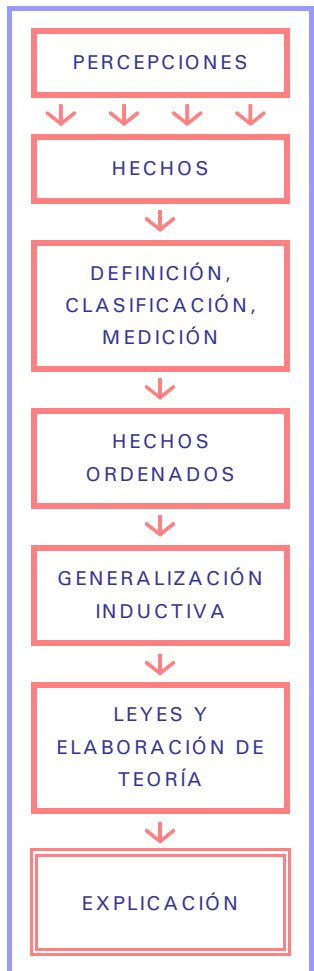 PERCEPCIONES
HECHOS
DEFINICIÓN,
CLASIFICACIÓN,
MEDICIÓN
HECHOS
ORDENADOS
GENERALIZACIÓN
INDUCTIVA
LEYES Y
ELABORACIÓN DE
TEORÍA
EXPLICACIÓN